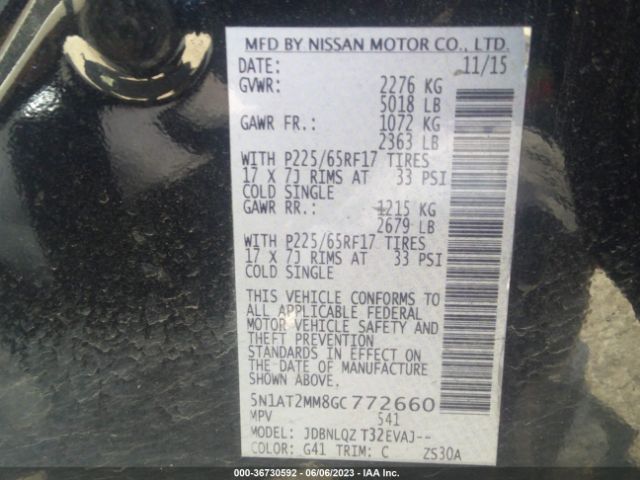 MFD BY NISSAN MOTOR CO., LTD.
DATE: 11/15
GVWR: 2276 KG
5018 LB
GAWR FR.: 1072 KG
2363 LB
WITH P225/65RF17 TIRES
17 X 7J RIMS AT 33 PSI
COLD SINGLE
GAWR RR.: 1215 KG
2679 LB
WITH P225/65RF17 TIRES
17 X 7J RIMS AT 33 PSI
COLD SINGLE
THIS VEHICLE CONFORMS TO
ALL APPLICABLE FEDERAL
MOTOR VEHICLE SAFETY AND
THEFT PREVENTION
STANDARDS IN EFFECT ON
THE DATE OF MANUFACTURE
SHOWN ABOVE.
5N1AT2MM8GC772660
MPV 541
MODEL: JDBNLQZ T32EVAJ--
COLOR: G41 TRIM: C ZS30A
000-36730592 - 06/06/2023 - IAA Inc.